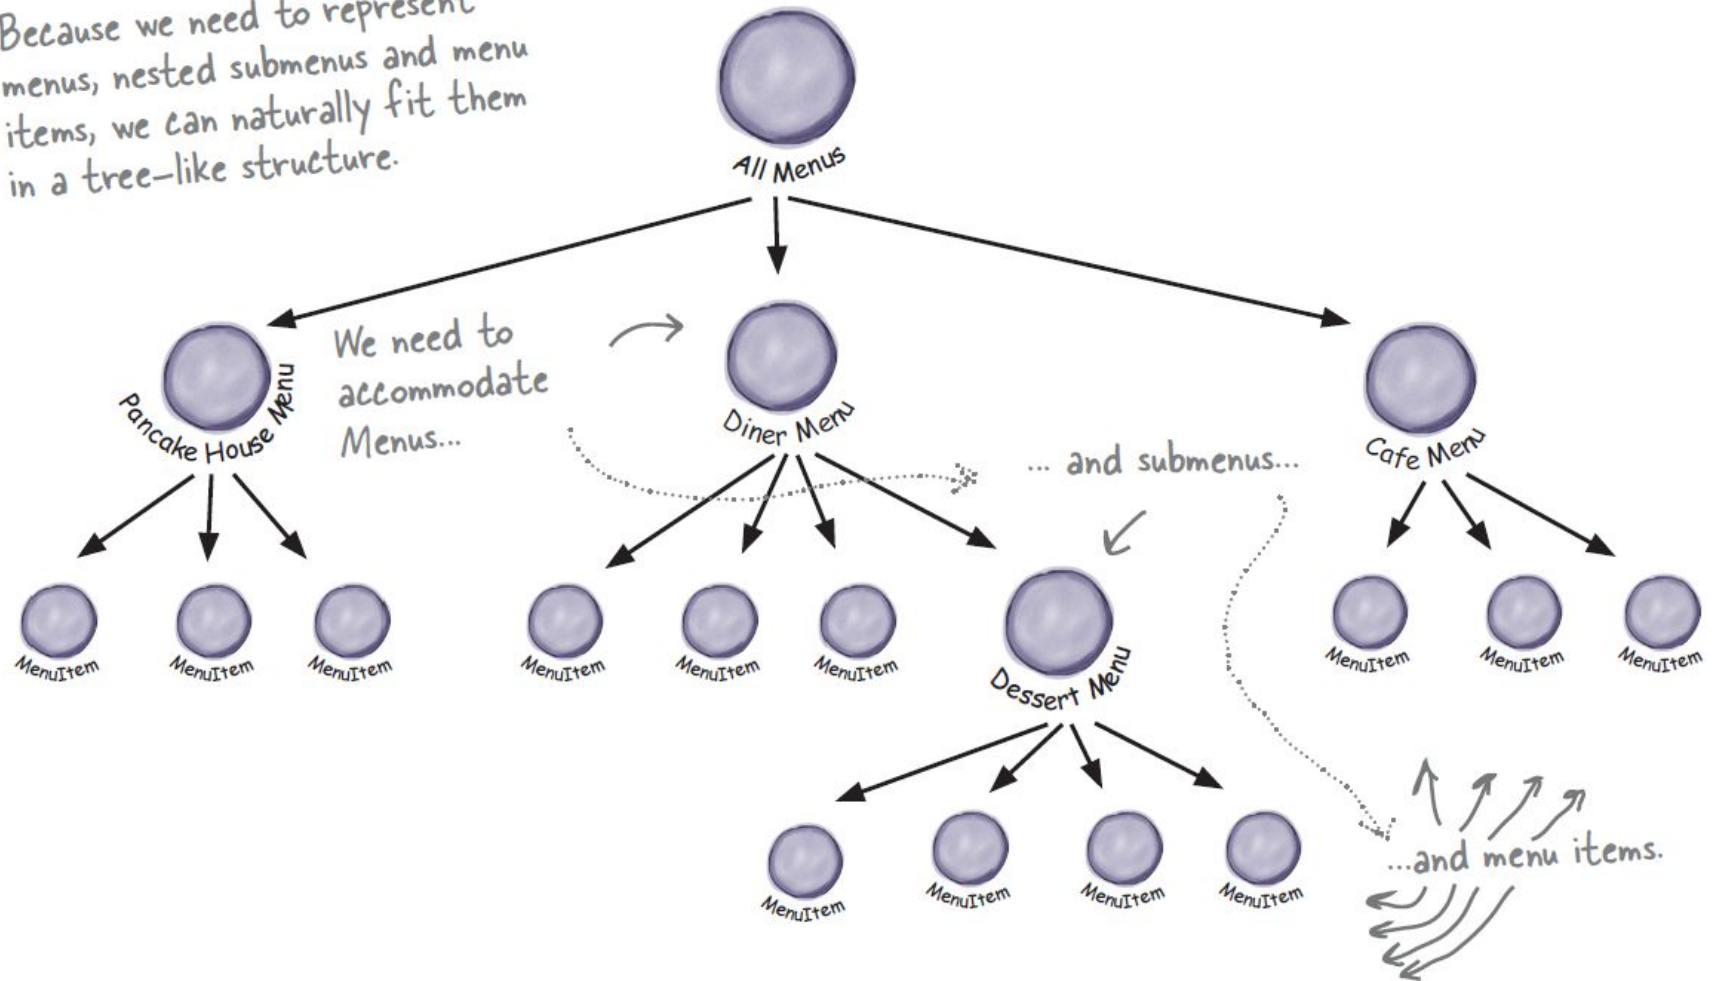 Because we need to represent
menus, nested submenus and menu
items, we can naturally fit them
in a tree-like structure.
All Menus
Pancake House Menu
We need to
accommodate
Menus...
Diner Menu
... and submenus...
Cafe Menu
MenuItem
MenuItem
MenuItem
MenuItem
MenuItem
MenuItem
Dessert Menu
MenuItem
MenuItem
MenuItem
MenuItem
MenuItem
MenuItem
MenuItem
...and menu items.